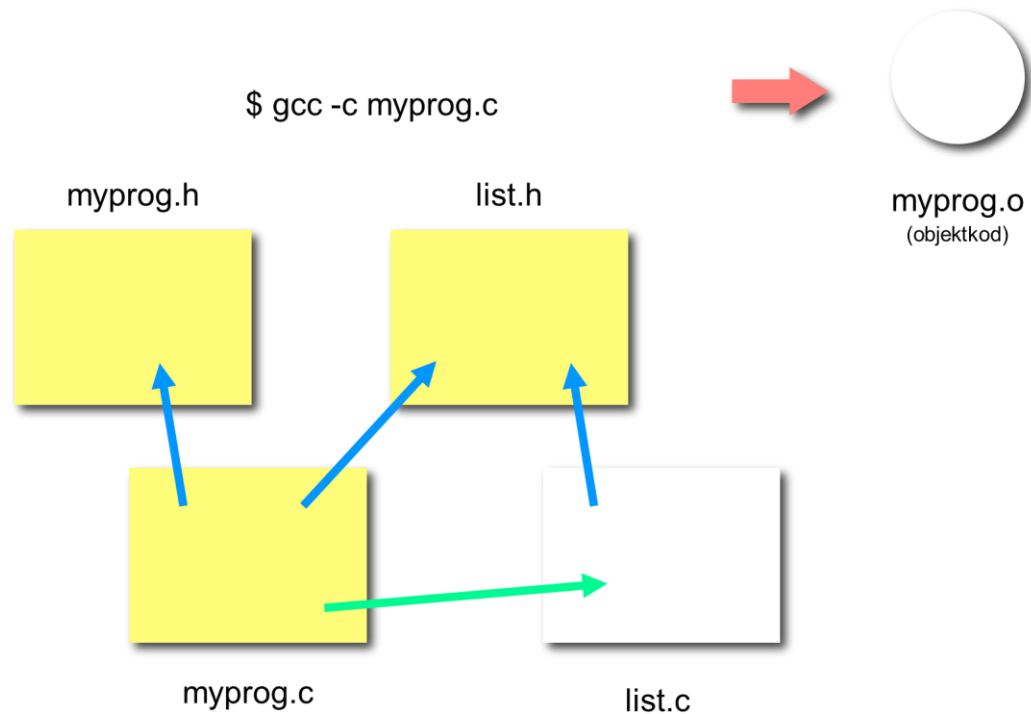 $ gcc -c myprog.c
myprog.h
list.h
myprog.o
(objektkod)
myprog.c
list.c